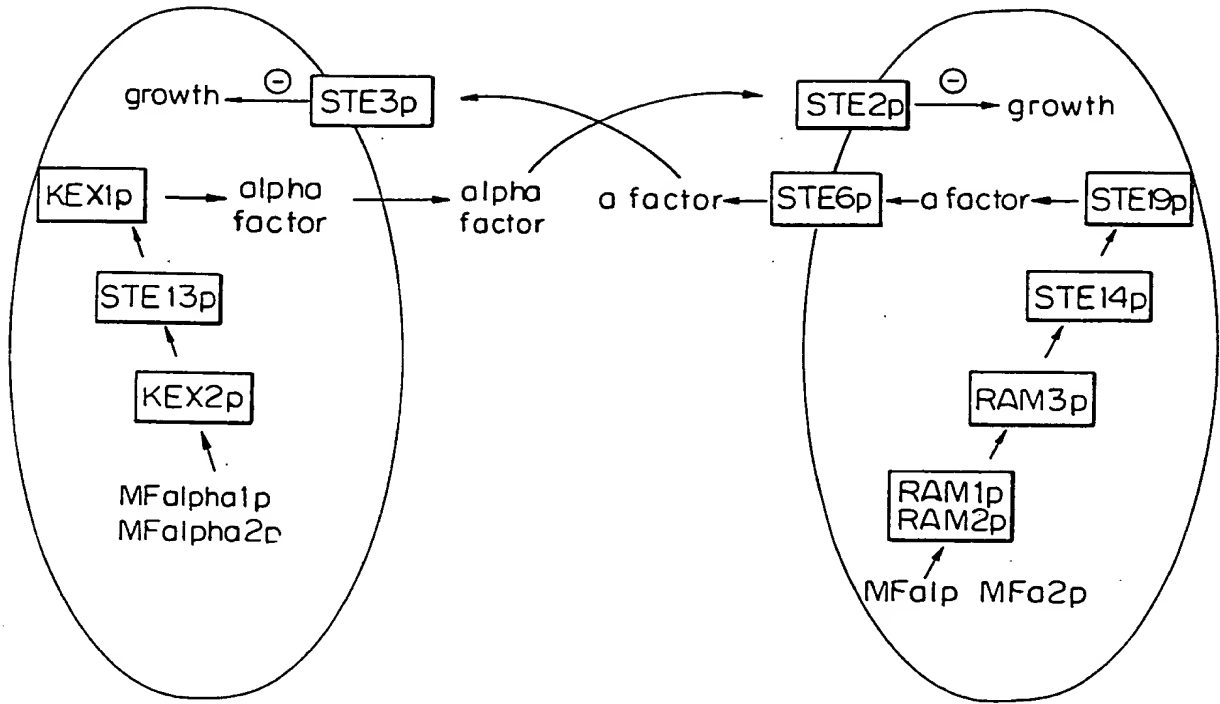 growth
⊖
STE3p
KEX1p
alpha
factor
STE13p
KEX2p
MFalpha1p
MFalpha2p
alpha
factor
a factor
STE2p
⊖
growth
STE6p
a factor
STE19p
STE14p
RAM3p
RAM1p
RAM2p
MFa1p MFa2p